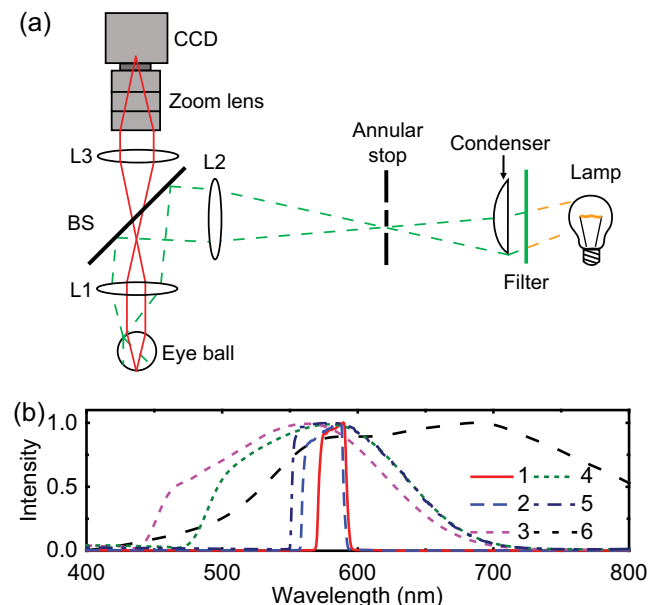 (a)
CCD
Zoom lens
L3
BS
L1
L2
Annular
stop
Condenser
Lamp
Filter
Eye ball
(b)
Intensity
1.0
0.5
0.0
1
2
3
4
5
6
400 500 600 700 800
Wavelength (nm)